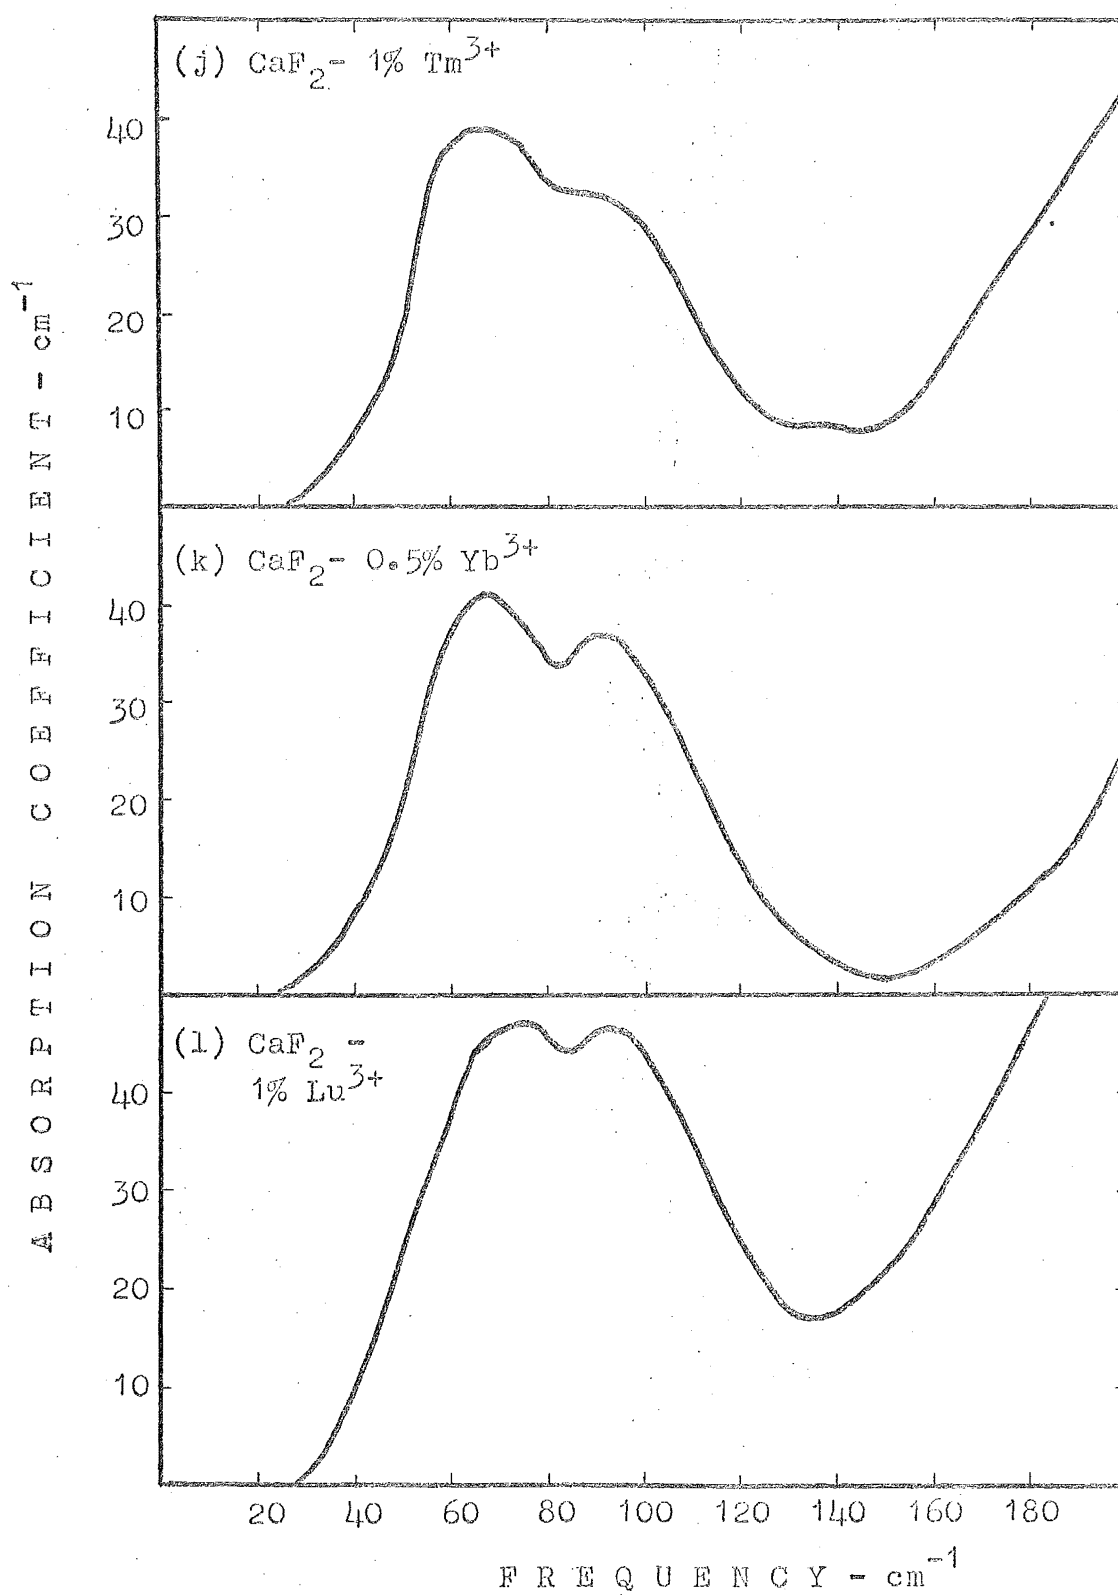 (j) CaF₂- 1% Tm³⁺
40
30
20
10
(k) CaF₂- 0.5% Yb³⁺
40
30
20
10
(l) CaF₂ -
1% Lu³⁺
40
30
20
10
20 40 60 80 100 120 140 160 180
FREQUENCY - cm⁻¹
ABSORPTION COEFFICIENT - cm⁻¹